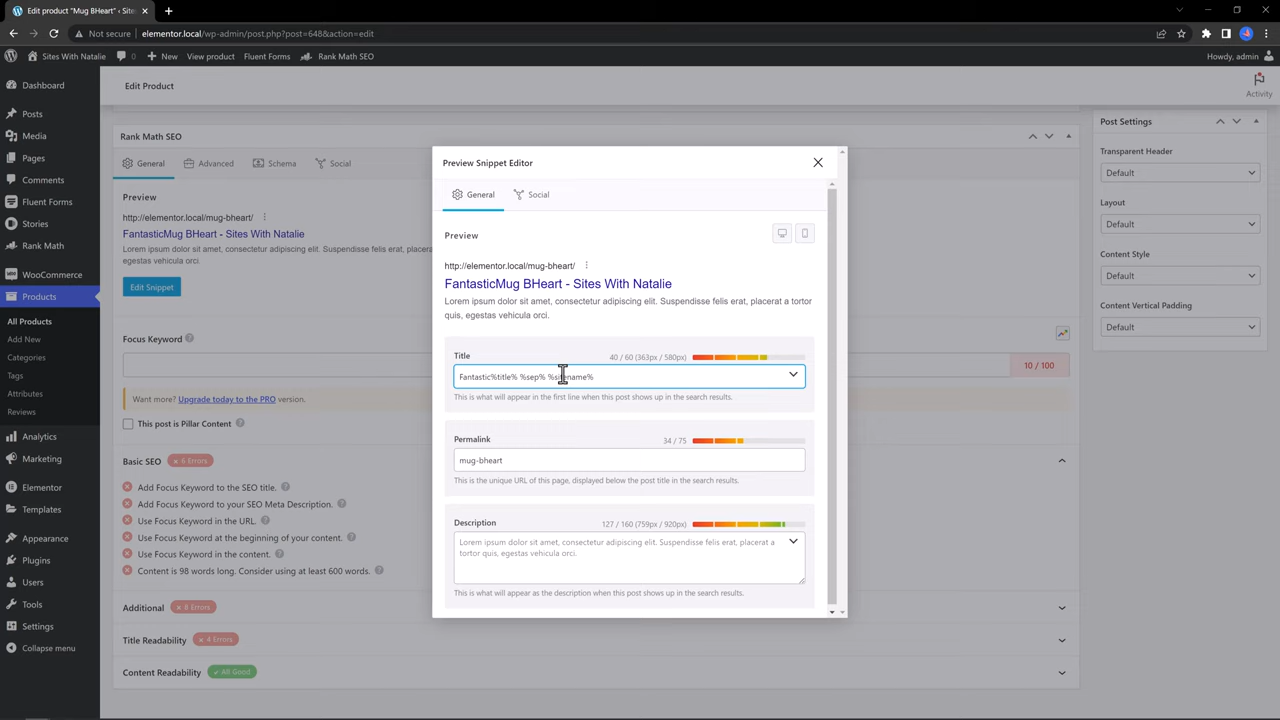 Edit product "Mug BHeart" ‹ Site
Not secure elementor.local/wp-admin/post.php?post=648&action=edit
Sites With Natalie 0 New View product Fluent Forms Rank Math SEO Howdy, admin
Dashboard
Posts
Media
Pages
Comments
Fluent Forms
Stories
Rank Math
WooCommerce
Products
All Products
Add New
Categories
Tags
Attributes
Reviews
Analytics
Marketing
Elementor
Templates
Appearance
Plugins
Users
Tools
Settings
Collapse menu
Edit Product
Activity
Rank Math SEO
General Advanced Schema Social
Preview
http://elementor.local/mug-bheart/
FantasticMug BHeart - Sites With Natalie
Lorem ipsum dolor sit amet, consectetur adipiscing elit. Suspendisse felis erat,
egestas vehicula orci.
Edit Snippet
Focus Keyword
10 / 100
Want more? Upgrade today to the PRO version.
This post is Pillar Content
Basic SEO × 6 Errors
Add Focus Keyword to the SEO title.
Add Focus Keyword to your SEO Meta Description.
Use Focus Keyword in the URL.
Use Focus Keyword at the beginning of your content.
Use Focus Keyword in the content.
Content is 98 words long. Consider using at least 600 words.
Additional × 8 Errors
Title Readability × 4 Errors
Content Readability ✓ All Good
Preview Snippet Editor
General Social
Preview
http://elementor.local/mug-bheart/
FantasticMug BHeart - Sites With Natalie
Lorem ipsum dolor sit amet, consectetur adipiscing elit. Suspendisse felis erat, placerat a tortor
quis, egestas vehicula orci.
Title 40 / 60 (363px / 580px)
Fantastic%title% %sep% %sitename%
This is what will appear in the first line when this post shows up in the search results.
Permalink 34 / 75
mug-bheart
This is the unique URL of this page, displayed below the post title in the search results.
Description 127 / 160 (759px / 920px)
Lorem ipsum dolor sit amet, consectetur adipiscing elit. Suspendisse felis erat, placerat a
tortor quis, egestas vehicula orci.
This is what will appear as the description when this post shows up in the search results.
Post Settings
Transparent Header
Default
Layout
Default
Content Style
Default
Content Vertical Padding
Default